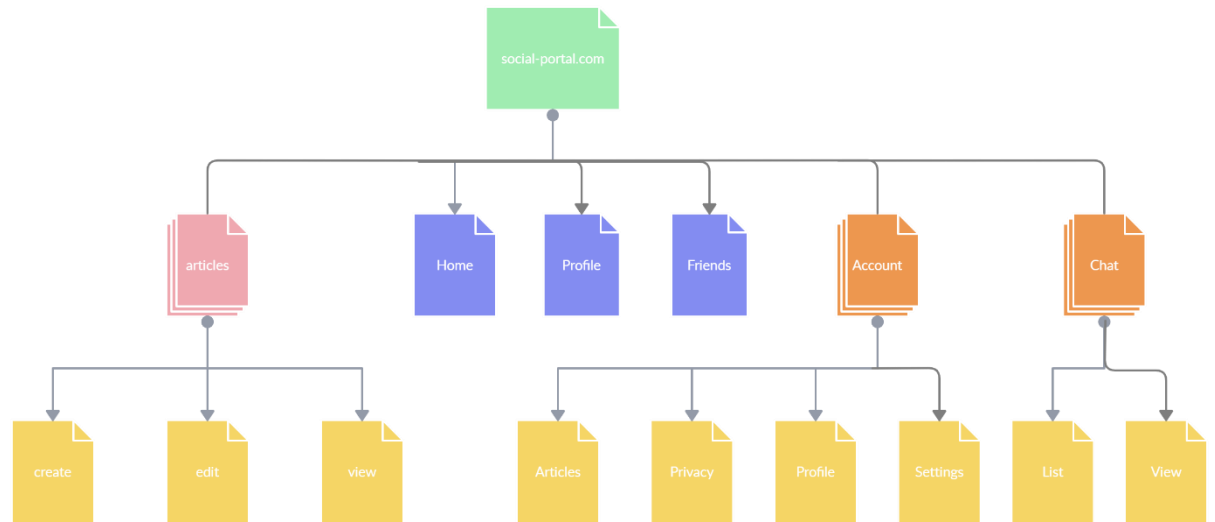 social-portal.com
articles
Home
Profile
Friends
Account
Chat
create
edit
view
Articles
Privacy
Profile
Settings
List
View